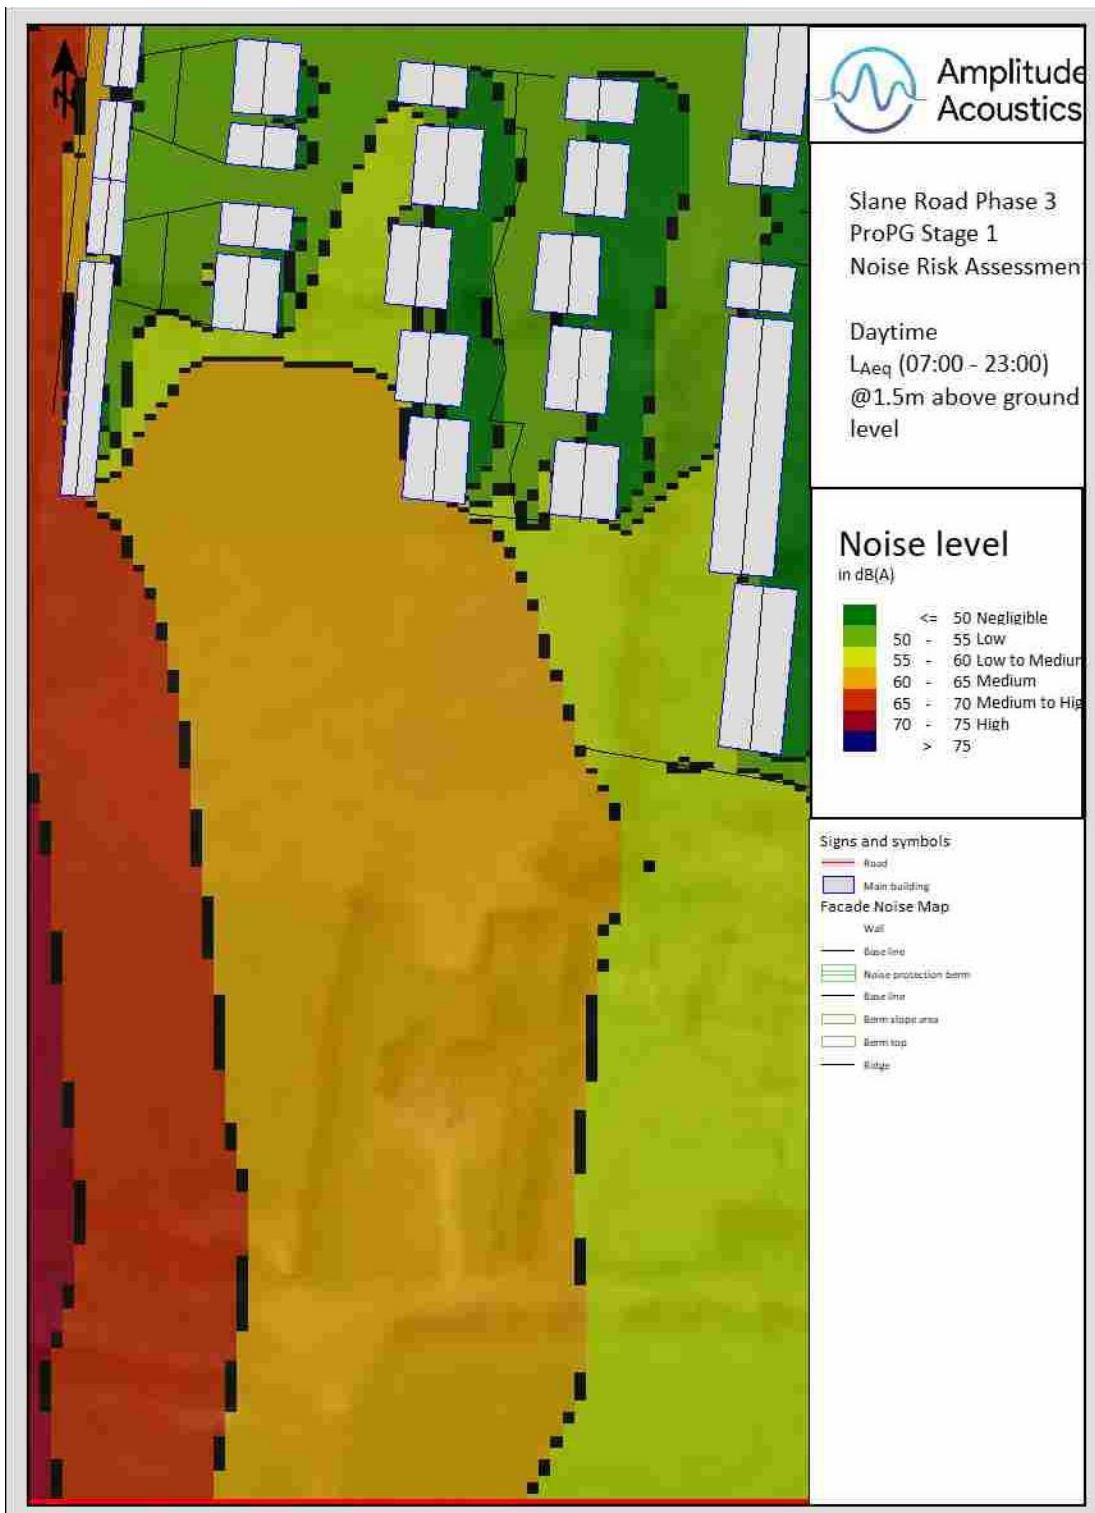 N
Amplitude
Acoustics
Slane Road Phase 3
ProPG Stage 1
Noise Risk Assessmen
Daytime
LAeq (07:00 - 23:00)
@1.5m above ground
level
Noise level
in dB(A)
<= 50 Negligible
50 - 55 Low
55 - 60 Low to Medium
60 - 65 Medium
65 - 70 Medium to Hig
70 - 75 High
> 75
Signs and symbols
Road
Main building
Facade Noise Map
Wall
Base line
Noise protection berm
Base line
Berm slope area
Berm top
Ridge